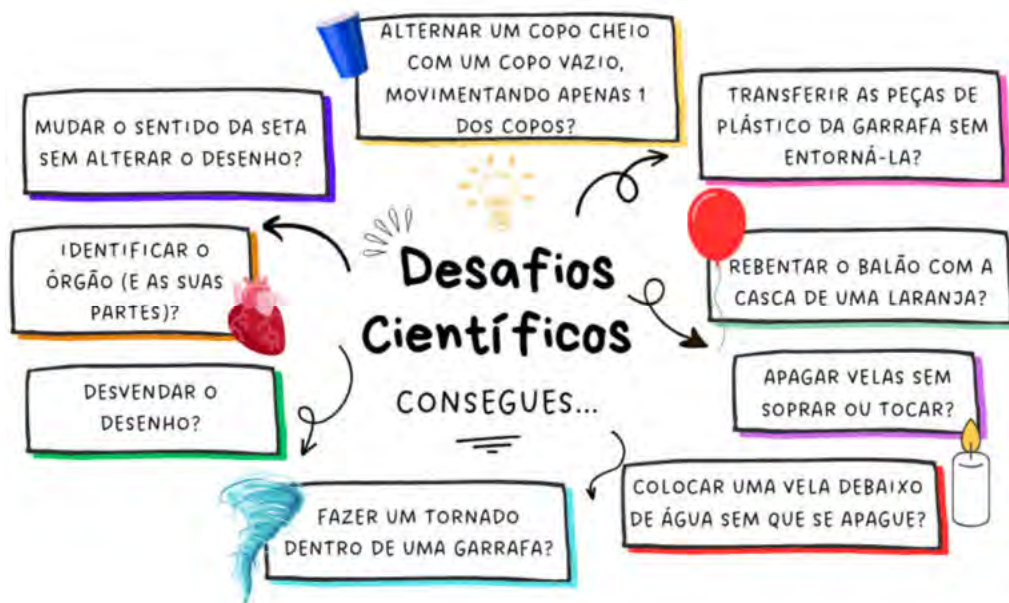 ALTERNAR UM COPO CHEIO
COM UM COPO VAZIO,
MOVIMENTANDO APENAS 1
DOS COPOS?
TRANSFERIR AS PEÇAS DE
PLÁSTICO DA GARRAFA SEM
ENTORNÁ-LA?
MUDAR O SENTIDO DA SETA
SEM ALTERAR O DESENHO?
IDENTIFICAR O
ÓRGÃO (E AS SUAS
PARTES)?
Desafios
Científicos
CONSEGUES...
REBENTAR O BALÃO COM A
CASCA DE UMA LARANJA?
DESVENDAR O
DESENHO?
APAGAR VELAS SEM
SOPRAR OU TOCAR?
FAZER UM TORNADO
DENTRO DE UMA GARRAFA?
COLOCAR UMA VELA DEBAIXO
DE ÁGUA SEM QUE SE APAGUE?